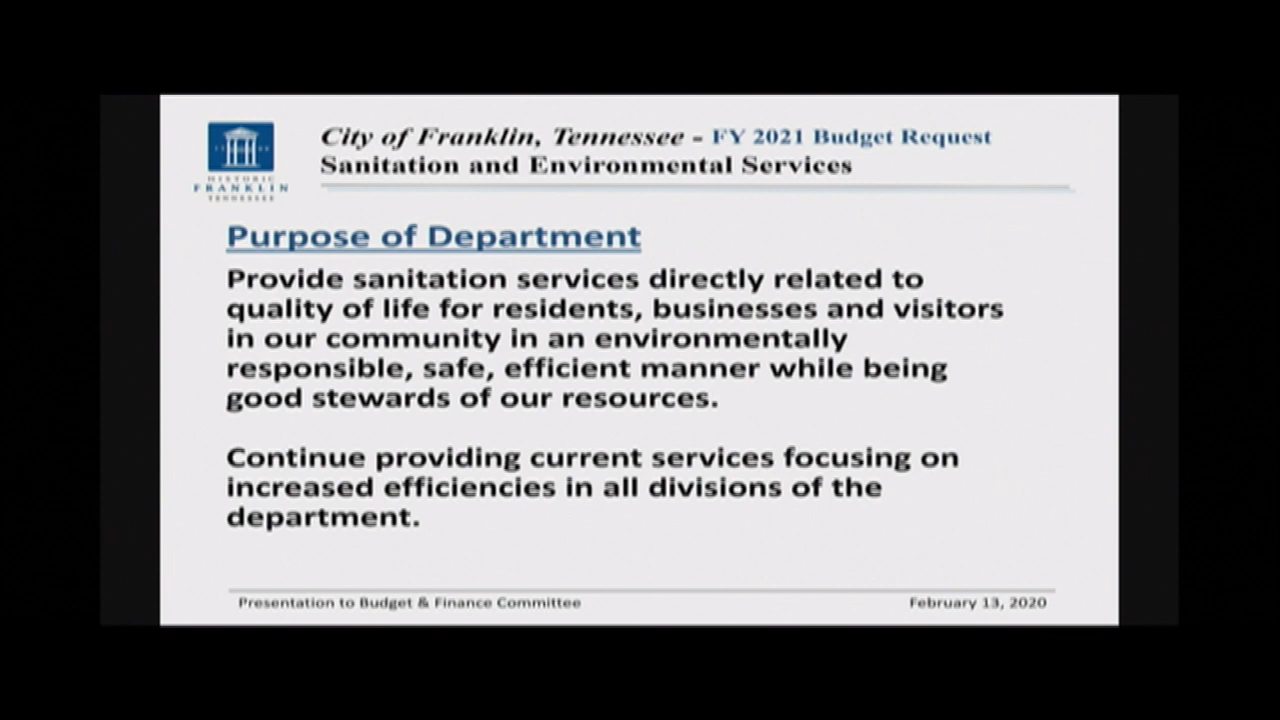 City of Franklin, Tennessee - FY 2021 Budget Request
Sanitation and Environmental Services
HISTORIC
FRANKLIN
TENNESSEE
Purpose of Department
Provide sanitation services directly related to
quality of life for residents, businesses and visitors
in our community in an environmentally
responsible, safe, efficient manner while being
good stewards of our resources.
Continue providing current services focusing on
increased efficiencies in all divisions of the
department.
Presentation to Budget & Finance Committee
February 13, 2020